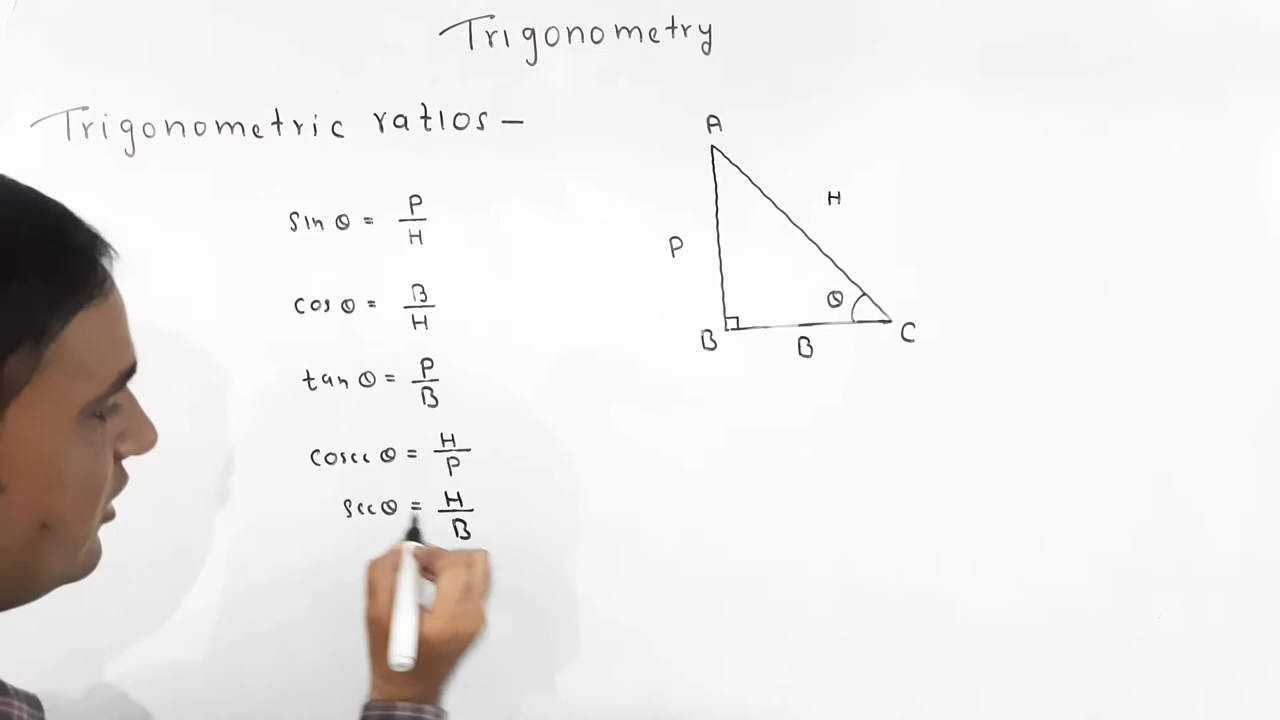 Trigonometry
Trigonometric ratios -
sin θ = P/H
cos θ = B/H
tan θ = P/B
cosec θ = H/P
sec θ = H/B
A
H
P
θ
B
B
C